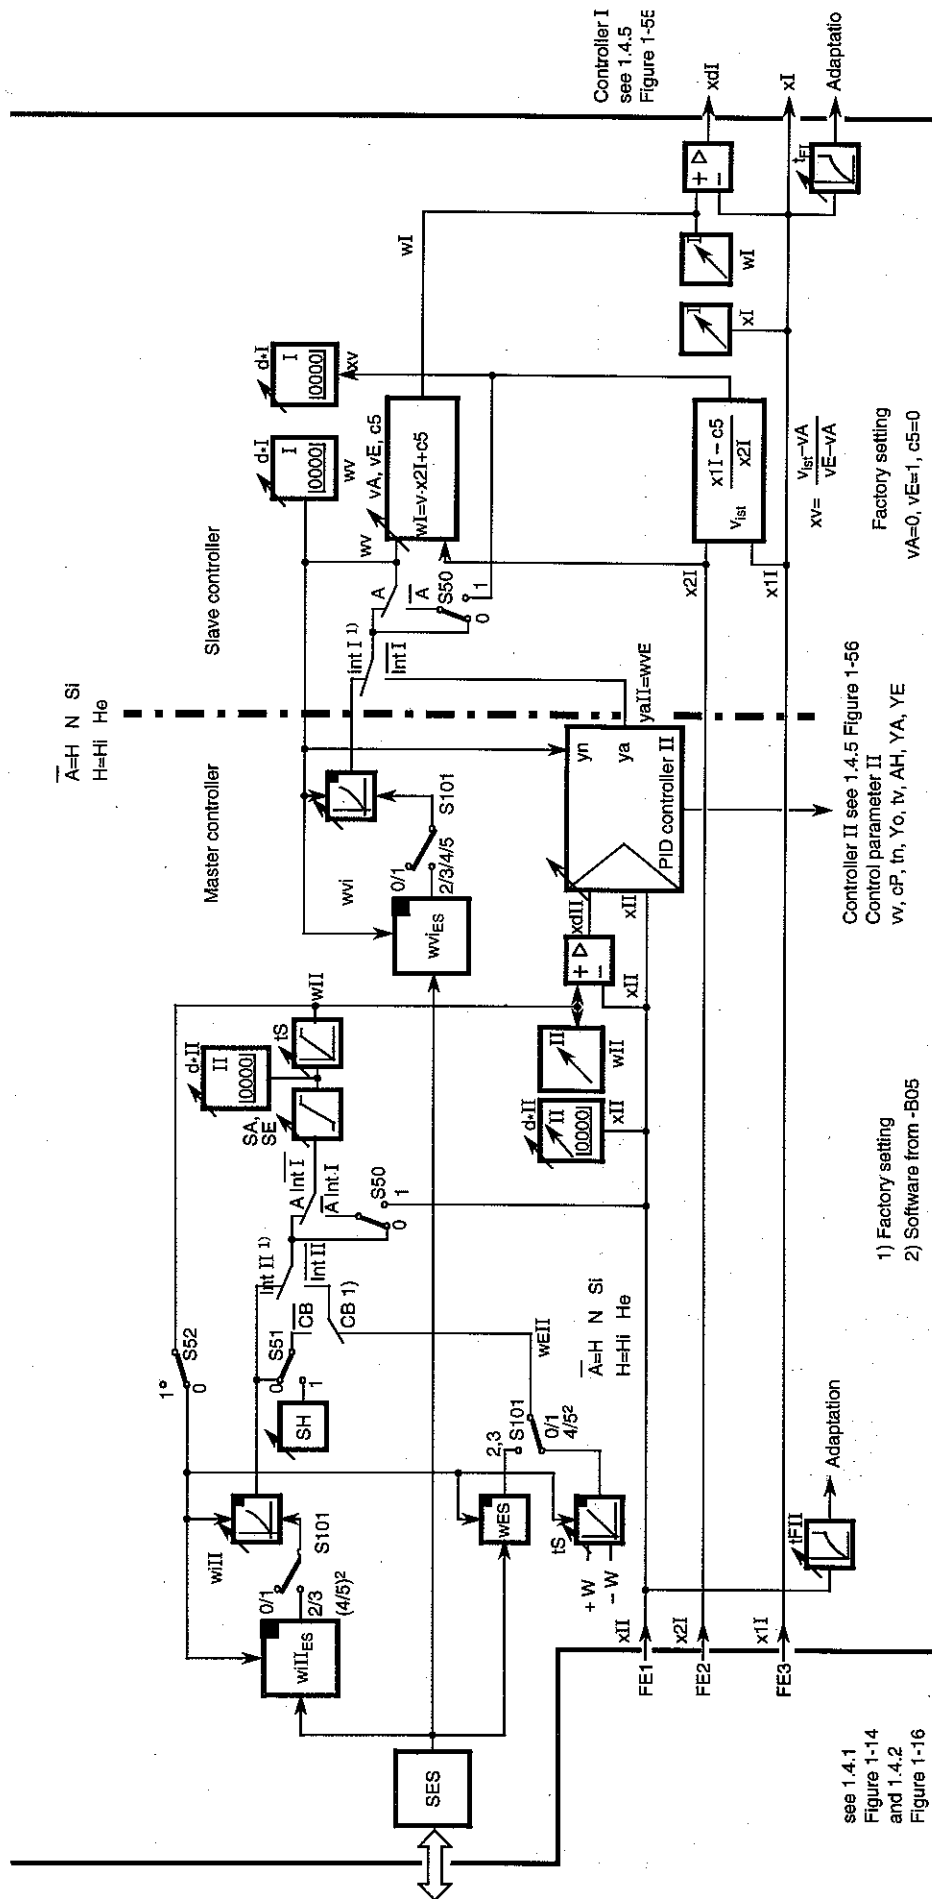 A=H N Si
H=Hi He
Master controller
Slave controller
Controller I
see 1.4.5
Figure 1-55
xdI
xI
Adaptatio
tFI
wI
wI
xI
d*I
I
0000
xv
d*I
I
0000
wv
vA, vE, c5
wI=v·x2I+c5
wv
A
A
S50
0
1
Int I 1)
Int I
x1I – c5
x2I
vist
x2I
x1I
xv= vist–vA
vE–vA
Factory setting
vA=0, vE=1, c5=0
yaII=wvE
yn
ya
PID controller II
xdII
xII
Controller II see 1.4.5 Figure 1-56
Control parameter II
vv, cP, tn, Yo, tv, AH, YA, YE
S101
wvi
0/1
2/3/4/5
wviES
wII
tS
d*II
II
0000
SA,
SE
A Int I
A Int I
S50
0
1
Int II 1)
Int II
CB
CB 1)
S51
0
1
SH
S52
1
0
wiII
S101
0/1
2/3
(4/5)2
wiIIES
wEII
S101
2,3
0/1
4/52
wES
tS
+ W
– W
A=H N Si
H=Hi He
II
wII
d*II
II
0000
xII
+
–
xII
+
–
SES
xII
FE1
x2I
FE2
x1I
FE3
tFII
Adaptation
see 1.4.1
Figure 1-14
and 1.4.2
Figure 1-16
1) Factory setting
2) Software from -B05